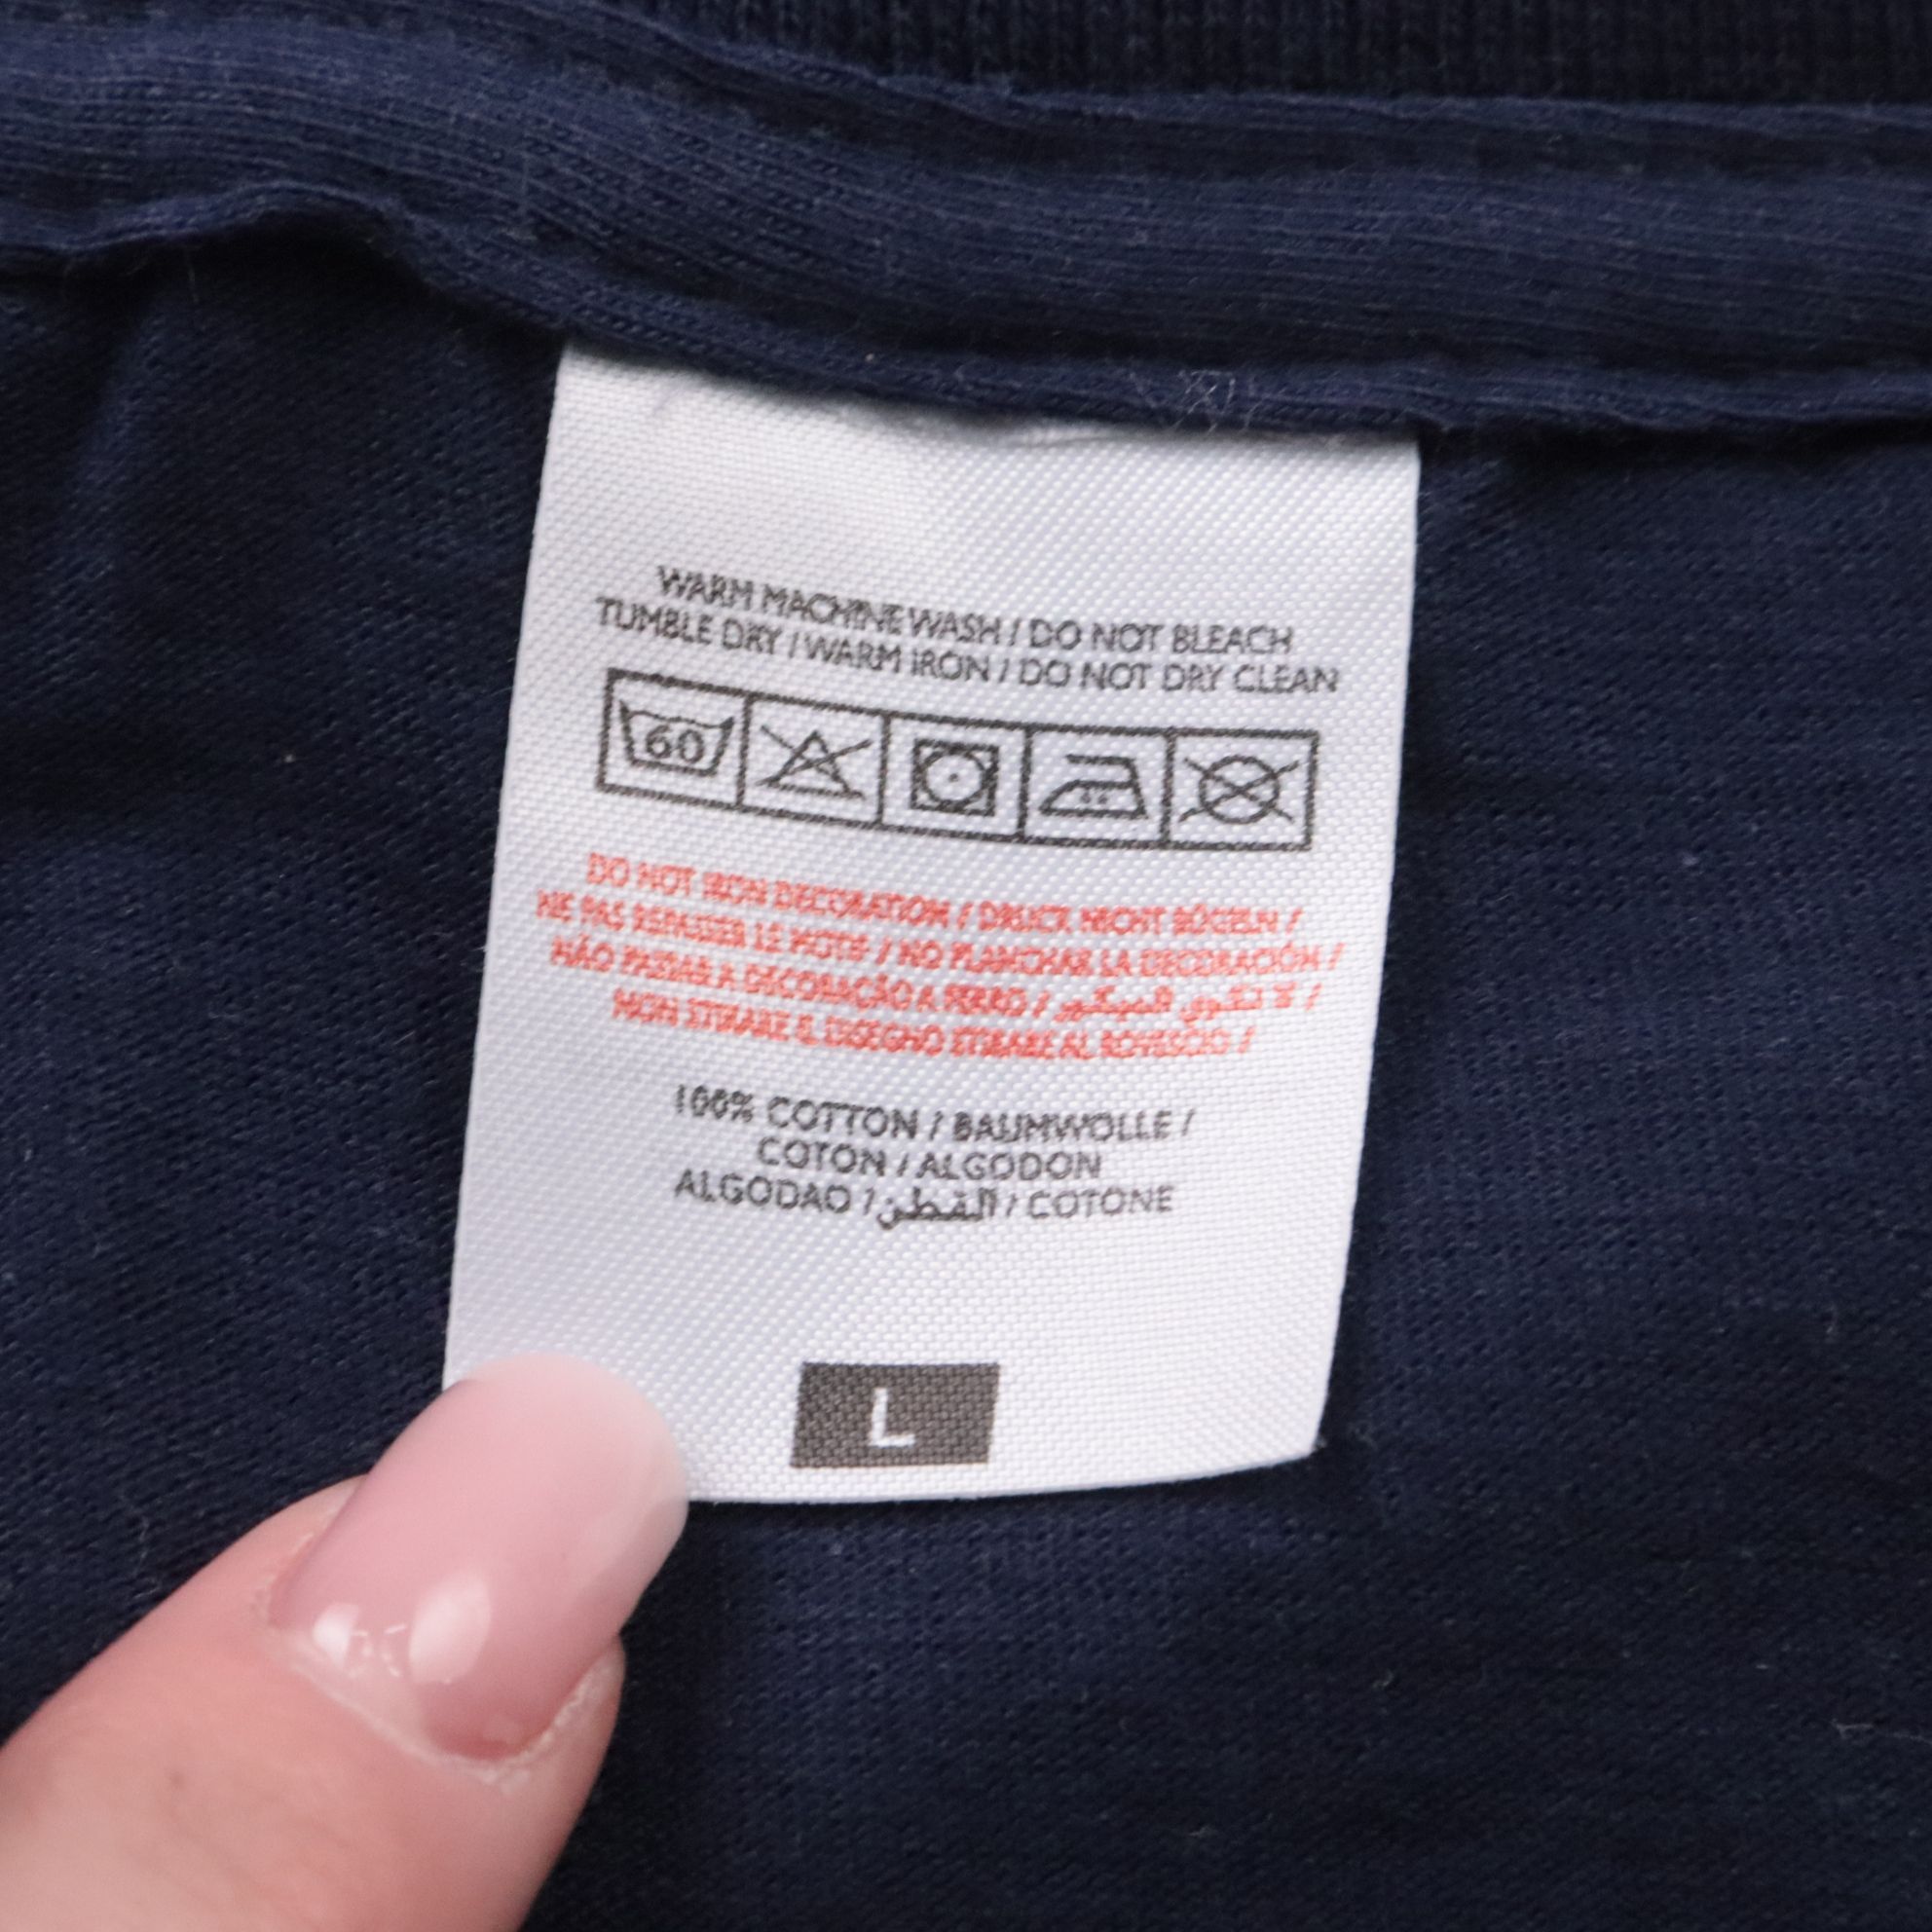 WARM MACHINE WASH / DO NOT BLEACH
TUMBLE DRY / WARM IRON / DO NOT DRY CLEAN
60
DO NOT IRON DECORATION / DRUCK NICHT BÜGELN /
NE PAS REPASSER LE MOTIF / NO PLANCHAR LA DECORACIÓN /
NÃO PASSAR A DECORAÇÃO A FERRO / لا تكوي الديكور /
NON STIRARE IL DISEGNO STIRARE AL ROVESCIO /
100% COTTON / BAUMWOLLE /
COTON / ALGODON
ALGODAO / القطن / COTONE
L